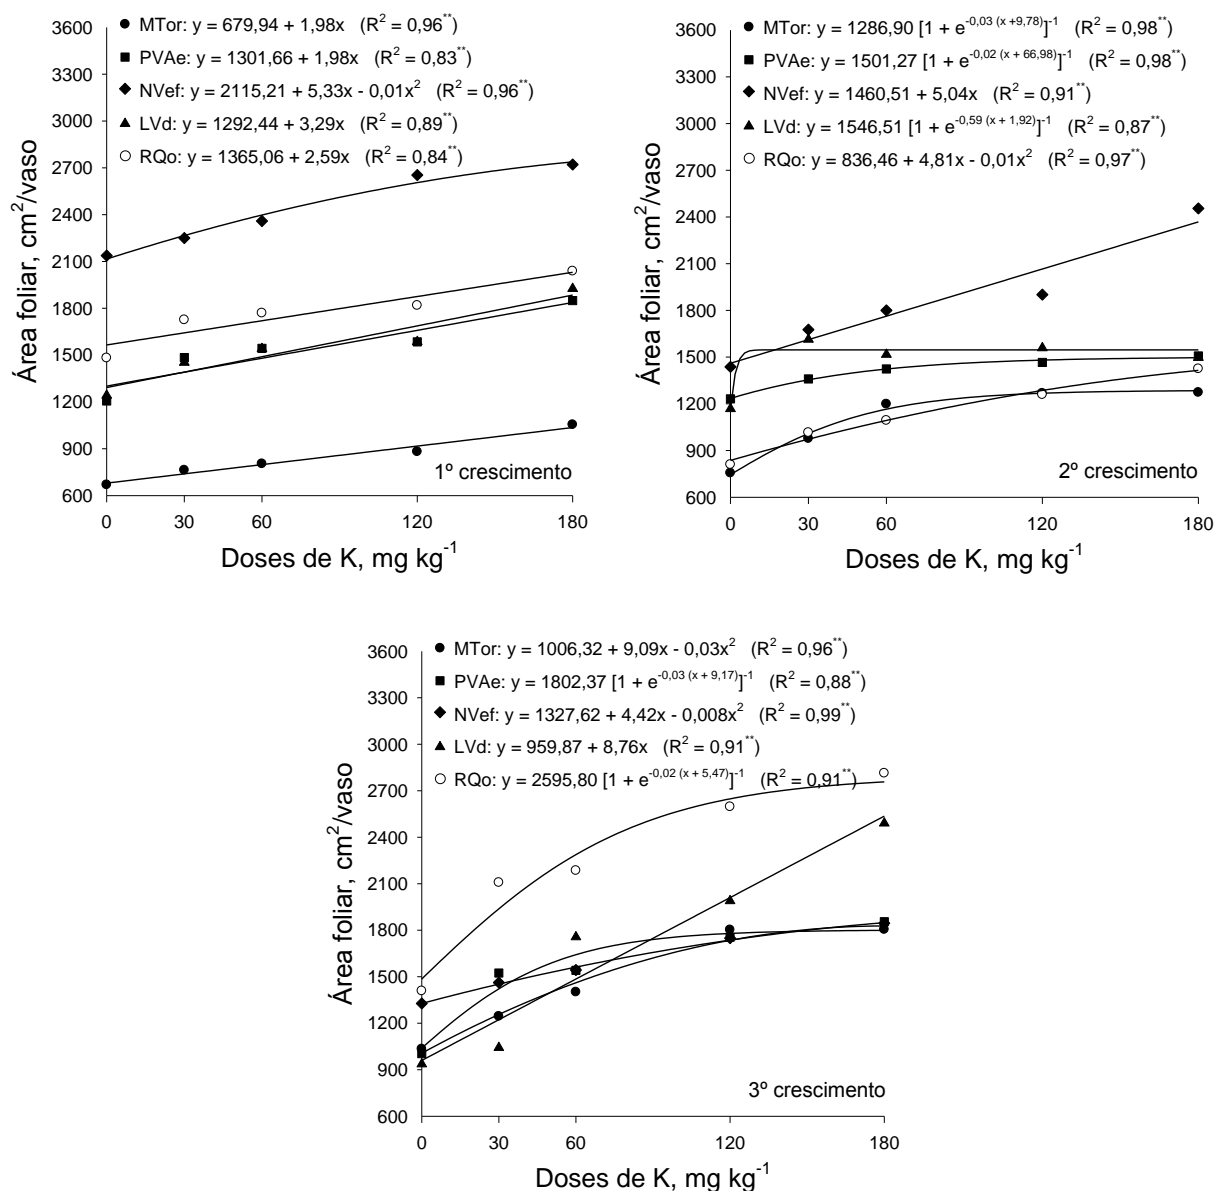 MTor: y = 679,94 + 1,98x (R² = 0,96**)
PVAe: y = 1301,66 + 1,98x (R² = 0,83**)
NVef: y = 2115,21 + 5,33x - 0,01x² (R² = 0,96**)
LVd: y = 1292,44 + 3,29x (R² = 0,89**)
RQo: y = 1365,06 + 2,59x (R² = 0,84**)
3600
3300
3000
2700
2400
2100
1800
1500
1200
900
600
Área foliar, cm²/vaso
1º crescimento
0 30 60 120 180
Doses de K, mg kg⁻¹
MTor: y = 1286,90 [1 + e^-0,03 (x +9,78)]⁻¹ (R² = 0,98**)
PVAe: y = 1501,27 [1 + e^-0,02 (x + 66,98)]⁻¹ (R² = 0,98**)
NVef: y = 1460,51 + 5,04x (R² = 0,91**)
LVd: y = 1546,51 [1 + e^-0,59 (x + 1,92)]⁻¹ (R² = 0,87**)
RQo: y = 836,46 + 4,81x - 0,01x² (R² = 0,97**)
3600
3300
3000
2700
2400
2100
1800
1500
1200
900
600
Área foliar, cm²/vaso
2º crescimento
0 30 60 120 180
Doses de K, mg kg⁻¹
MTor: y = 1006,32 + 9,09x - 0,03x² (R² = 0,96**)
PVAe: y = 1802,37 [1 + e^-0,03 (x + 9,17)]⁻¹ (R² = 0,88**)
NVef: y = 1327,62 + 4,42x - 0,008x² (R² = 0,99**)
LVd: y = 959,87 + 8,76x (R² = 0,91**)
RQo: y = 2595,80 [1 + e^-0,02 (x + 5,47)]⁻¹ (R² = 0,91**)
3600
3300
3000
2700
2400
2100
1800
1500
1200
900
600
Área foliar, cm²/vaso
3º crescimento
0 30 60 120 180
Doses de K, mg kg⁻¹